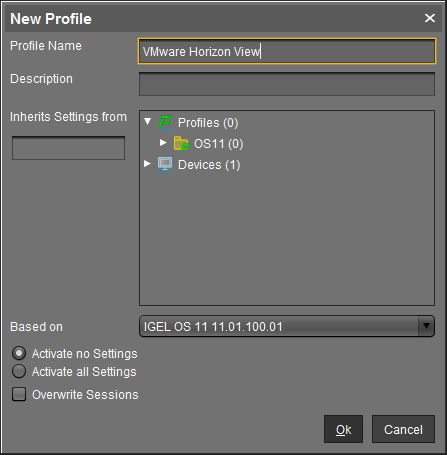 New Profile
Profile Name
VMware Horizon View
Description
Inherits Settings from
Profiles (0)
OS11 (0)
Devices (1)
Based on
IGEL OS 11 11.01.100.01
Activate no Settings
Activate all Settings
Overwrite Sessions
Ok
Cancel